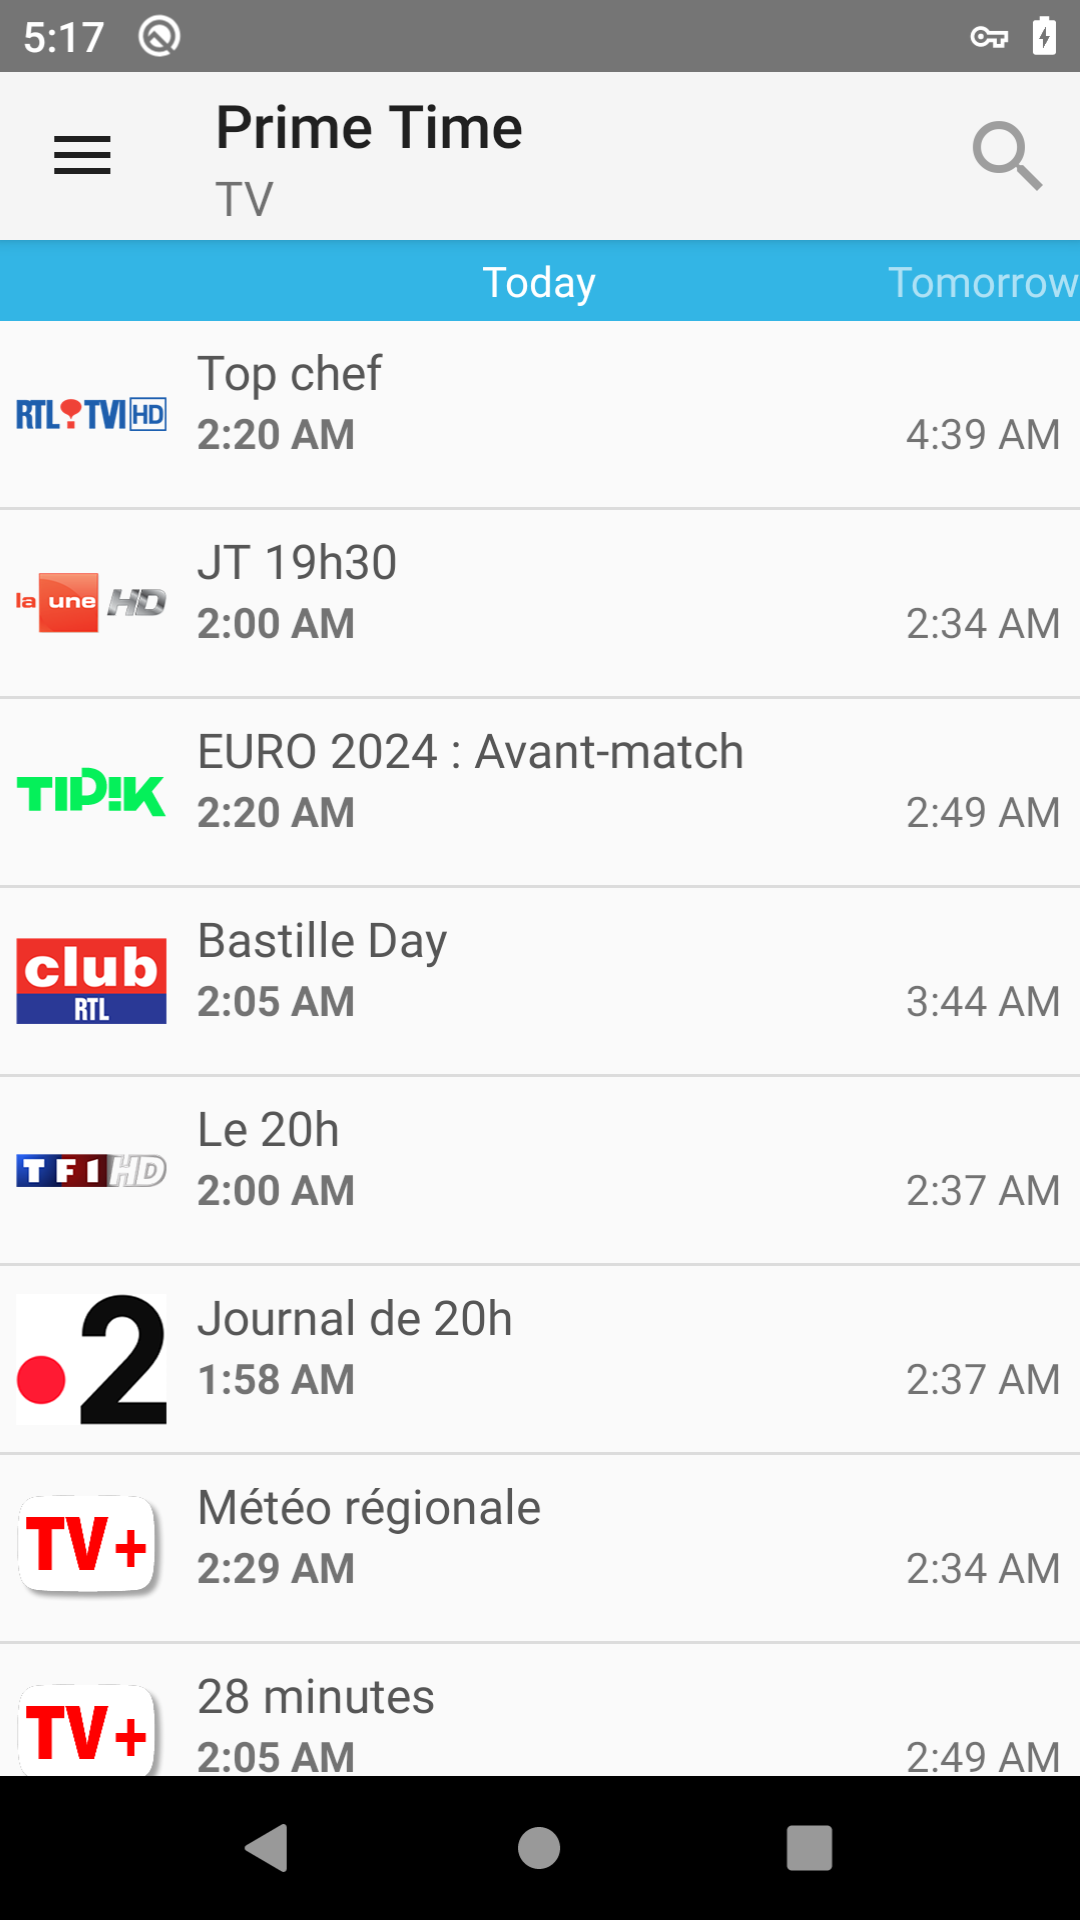 5:17
Prime Time
TV
Today
Tomorrow
Top chef
RTL TVI HD
2:20 AM
4:39 AM
JT 19h30
la une HD
2:00 AM
2:34 AM
EURO 2024 : Avant-match
TIPIK
2:20 AM
2:49 AM
Bastille Day
club
RTL
2:05 AM
3:44 AM
Le 20h
TF1 HD
2:00 AM
2:37 AM
Journal de 20h
2
1:58 AM
2:37 AM
Météo régionale
TV+
2:29 AM
2:34 AM
28 minutes
TV+
2:05 AM
2:49 AM